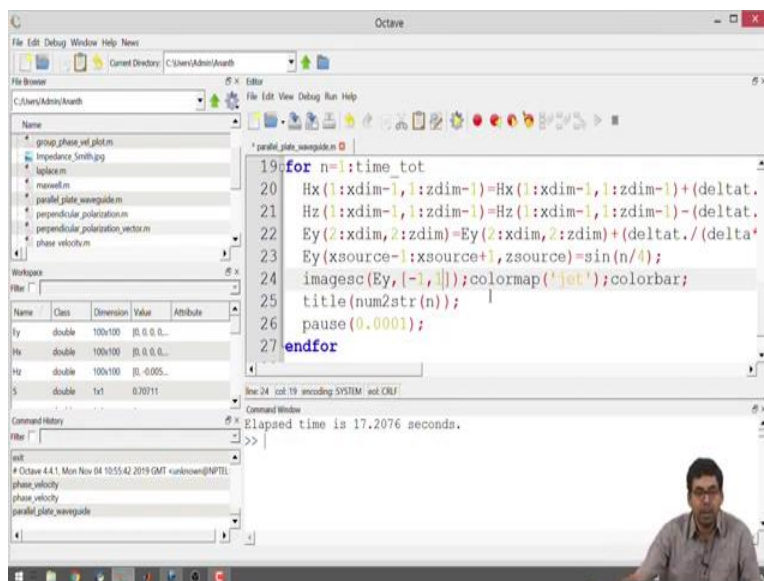 Octave
File Edit Debug Window Help News
Current Directory: C:\Users\Admin\Ananth
File Browser
C:/Users/Admin/Ananth
Name
group_phase_vel_plot.m
Impedance_Smith.jpg
laplace.m
maxwell.m
parallel_plate_waveguide.m
perpendicular_polarization.m
perpendicular_polarization_vector.m
phase velocity.m
Workspace
Filter
Name Class Dimension Value Attribute
Ey double 100x100 [0, 0, 0, 0,...
Hx double 100x100 [0, 0, 0, 0,...
Hz double 100x100 [0, -0.005...
S double 1x1 0.70711
Command History
Filter
exit
# Octave 4.4.1, Mon Nov 04 10:55:42 2019 GMT <unknown@NPTEL
phase_velocity
phase_velocity
parallel_plate_waveguide
Editor
File Edit View Debug Run Help
* parallel_plate_waveguide.m
19 for n=1:time_tot
20 Hx(1:xdim-1,1:zdim-1)=Hx(1:xdim-1,1:zdim-1)+(deltat.
21 Hz(1:xdim-1,1:zdim-1)=Hz(1:xdim-1,1:zdim-1)-(deltat.
22 Ey(2:xdim,2:zdim)=Ey(2:xdim,2:zdim)+(deltat./(delta*
23 Ey(xsource-1:xsource+1,zsource)=sin(n/4);
24 imagesc(Ey,[-1,1]);colormap('jet');colorbar;
25 title(num2str(n));
26 pause(0.0001);
27 endfor
line: 24 col: 19 encoding: SYSTEM eol: CRLF
Command Window
Elapsed time is 17.2076 seconds.
>>